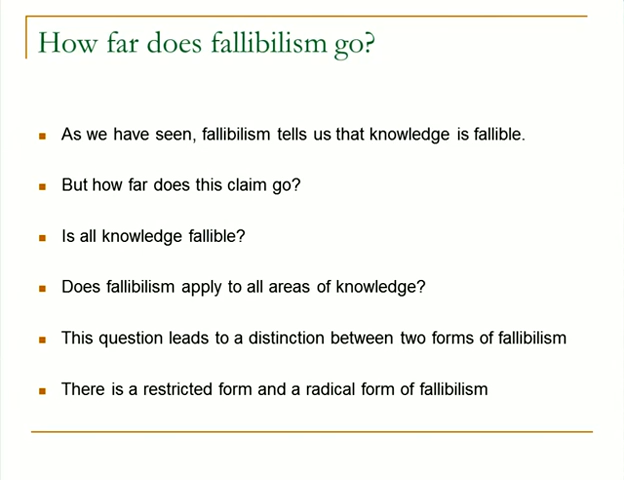 How far does fallibilism go?
As we have seen, fallibilism tells us that knowledge is fallible.
But how far does this claim go?
Is all knowledge fallible?
Does fallibilism apply to all areas of knowledge?
This question leads to a distinction between two forms of fallibilism
There is a restricted form and a radical form of fallibilism